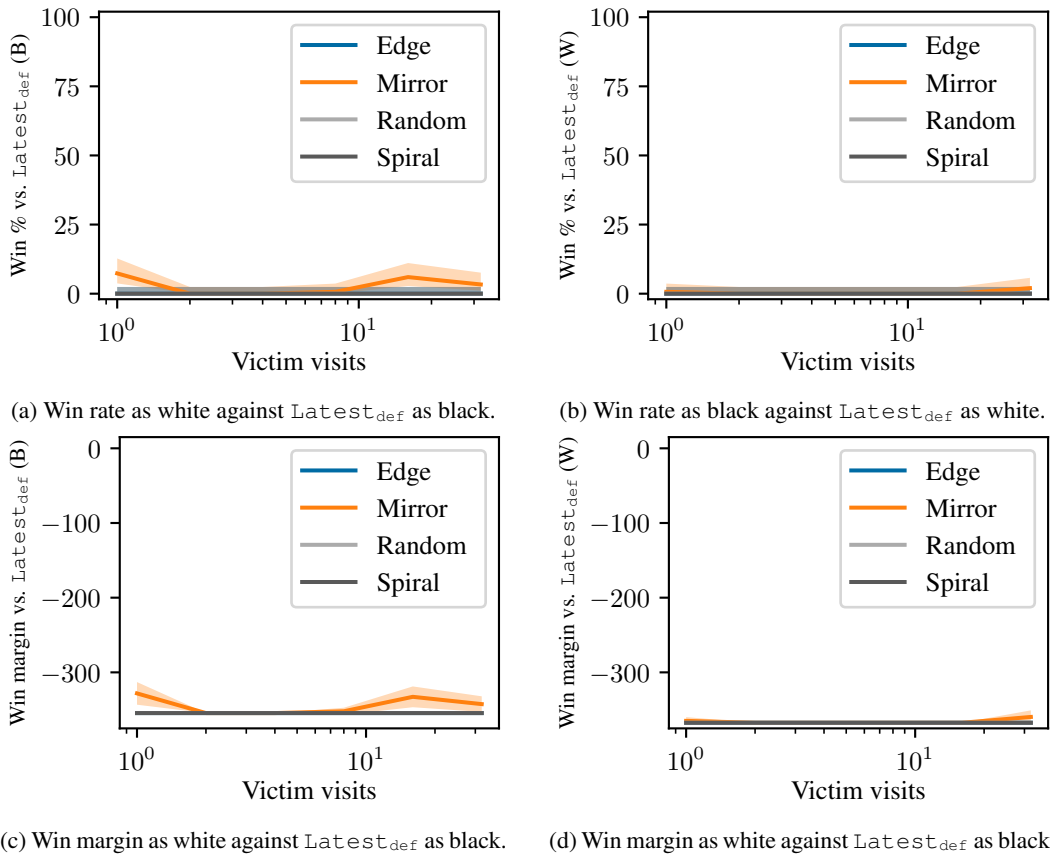 Win % vs. Latest_def (B)
100
75
50
25
0
Edge
Mirror
Random
Spiral
10^0
10^1
Victim visits
(a) Win rate as white against Latest_def as black.
Win % vs. Latest_def (W)
100
75
50
25
0
Edge
Mirror
Random
Spiral
10^0
10^1
Victim visits
(b) Win rate as black against Latest_def as white.
Win margin vs. Latest_def (B)
0
−100
−200
−300
Edge
Mirror
Random
Spiral
10^0
10^1
Victim visits
(c) Win margin as white against Latest_def as black.
Win margin vs. Latest_def (W)
0
−100
−200
−300
Edge
Mirror
Random
Spiral
10^0
10^1
Victim visits
(d) Win margin as white against Latest_def as black